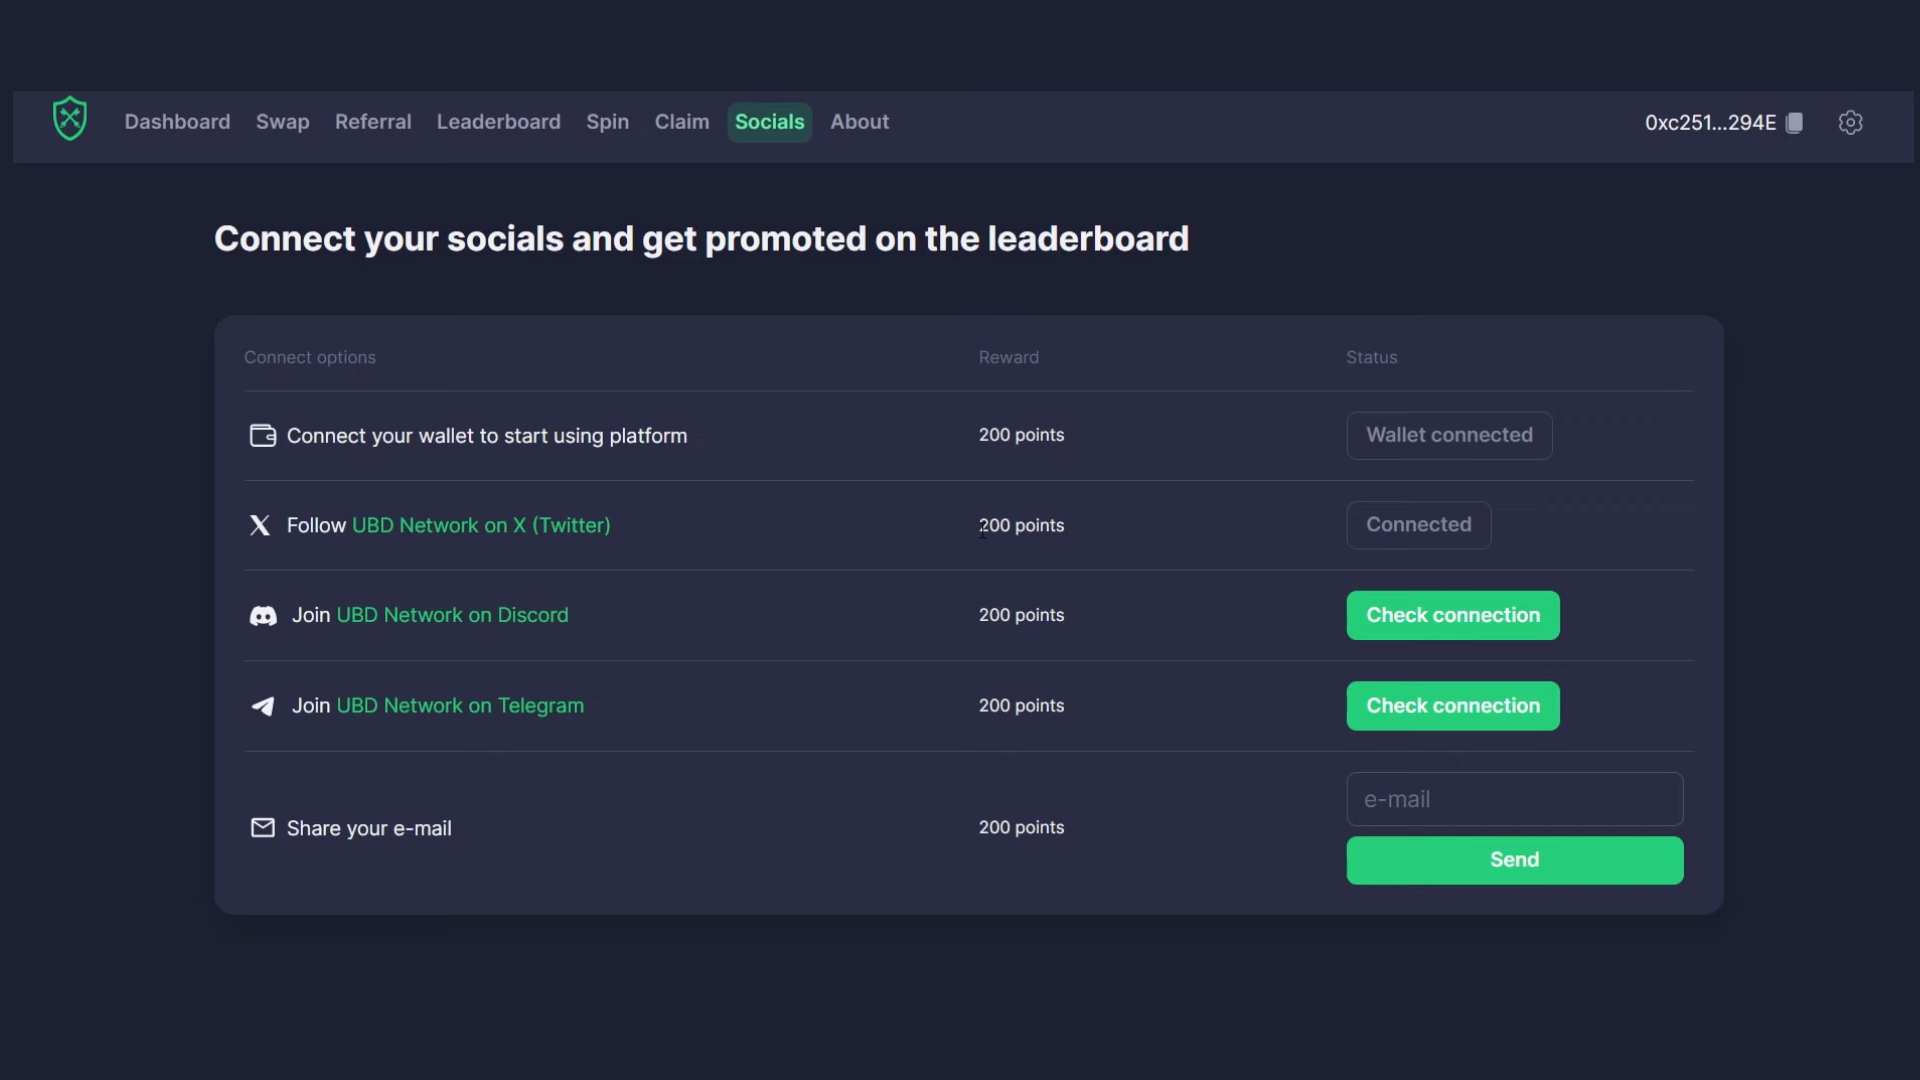 Dashboard Swap Referral Leaderboard Spin Claim Socials About 0xc251...294E
Connect your socials and get promoted on the leaderboard
Connect options Reward Status
Connect your wallet to start using platform 200 points Wallet connected
Follow UBD Network on X (Twitter) 200 points Connected
Join UBD Network on Discord 200 points Check connection
Join UBD Network on Telegram 200 points Check connection
e-mail
Share your e-mail 200 points
Send